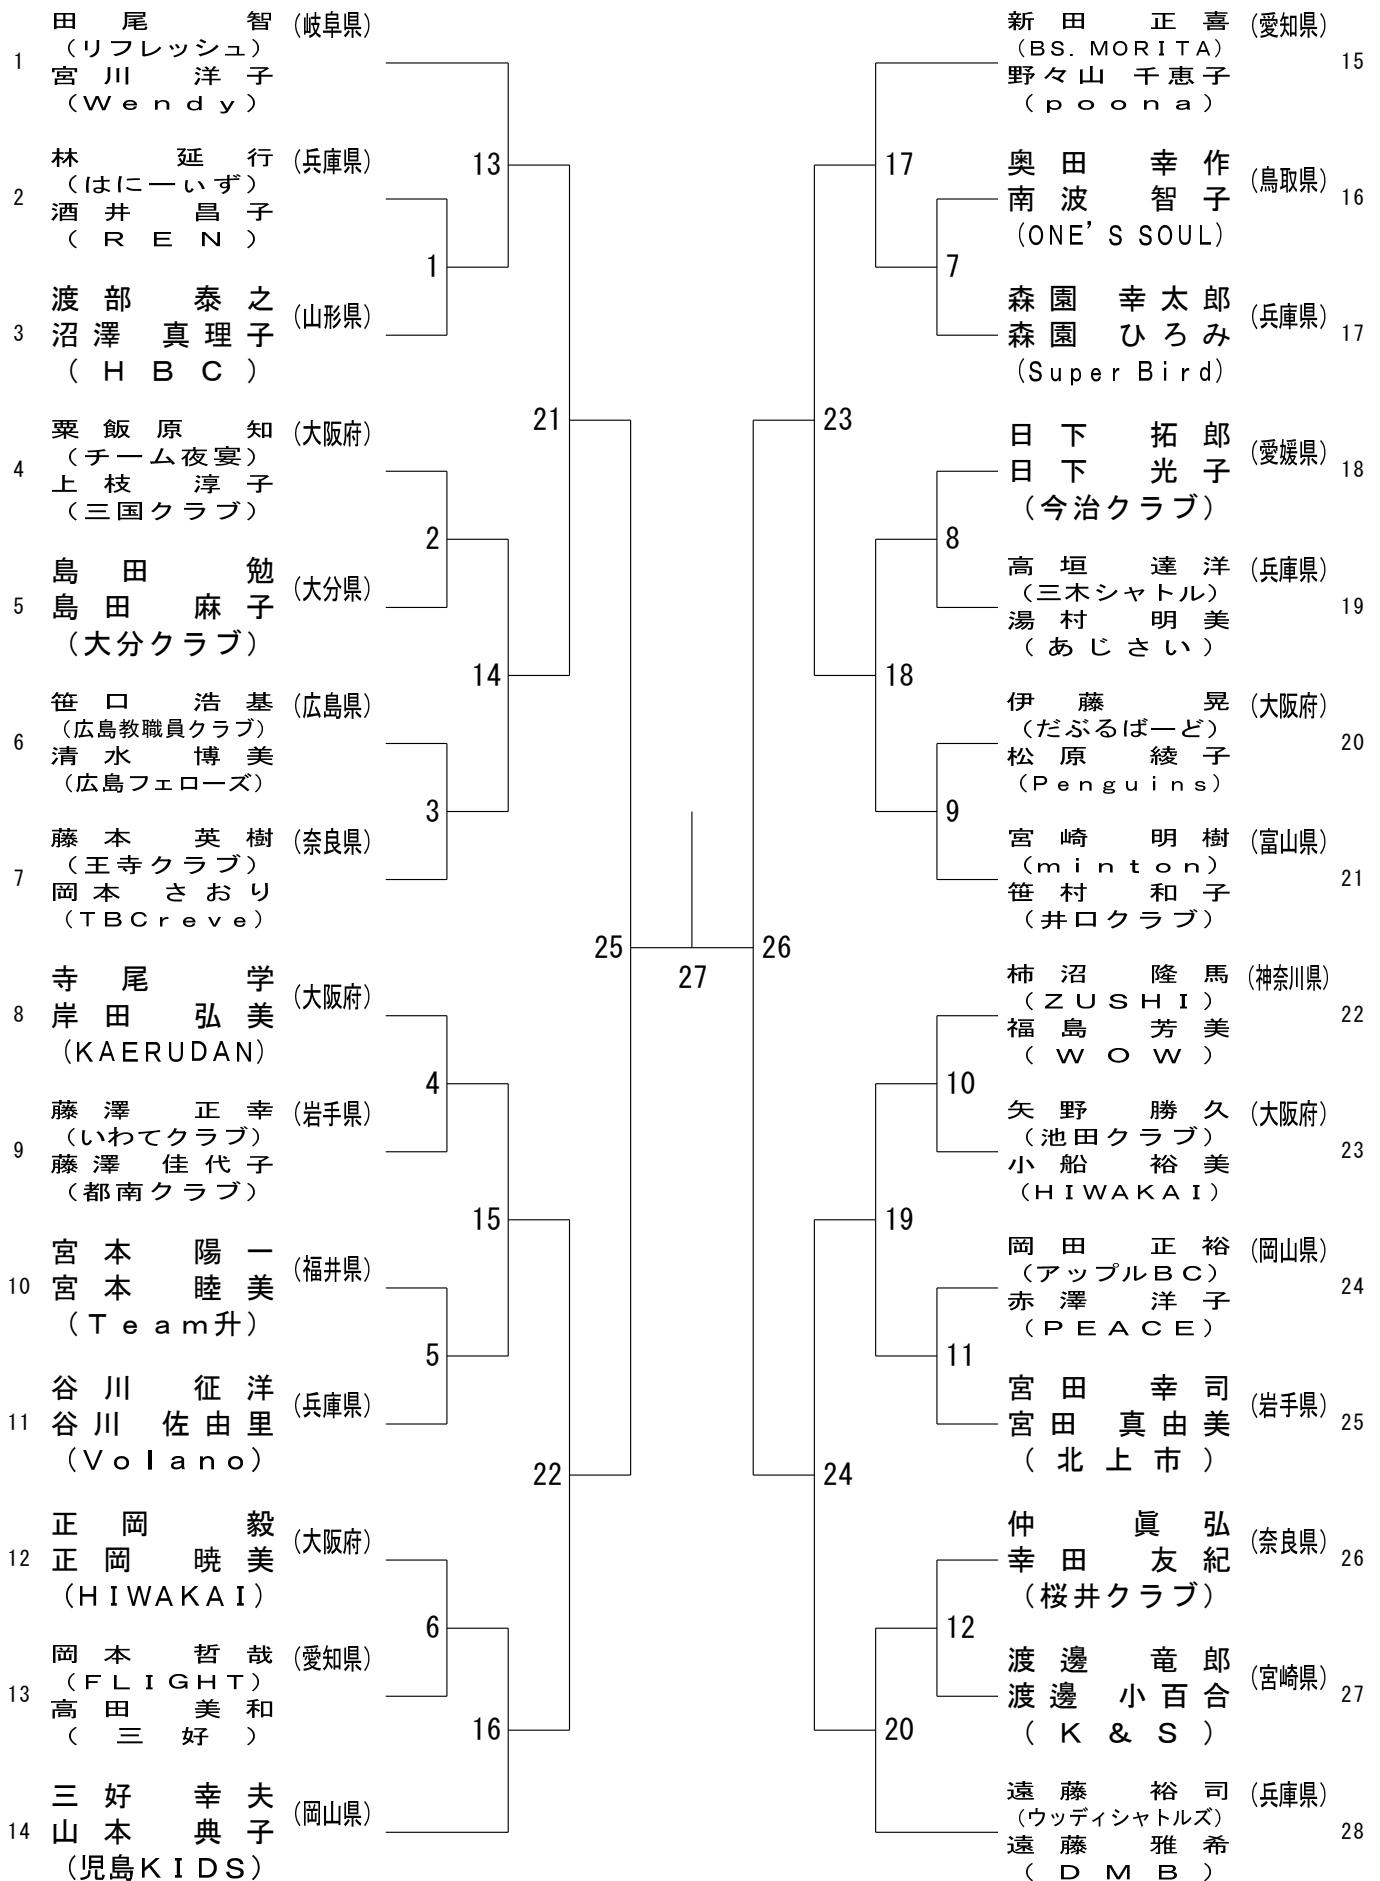 1
田尾 智 (岐阜県)
(リフレッシュ)
宮川 洋子
(Wendy)
2
林 延行 (兵庫県)
(はにーぃず)
酒井 昌子
(REN)
3
渡部 泰之 (山形県)
沼澤 真理子
(HBC)
4
粟飯原 知 (大阪府)
(チーム夜宴)
上枝 淳子
(三国クラブ)
5
島田 勉 (大分県)
島田 麻子
(大分クラブ)
6
笹口 浩基 (広島県)
(広島教職員クラブ)
清水 博美
(広島フェローズ)
7
藤本 英樹 (奈良県)
(王寺クラブ)
岡本 さおり
(TBCreve)
8
寺尾 学 (大阪府)
岸田 弘美
(KAERUDAN)
9
藤澤 正幸 (岩手県)
(いわてクラブ)
藤澤 佳代子
(都南クラブ)
10
宮本 陽一 (福井県)
宮本 睦美
(Team升)
11
谷川 征洋 (兵庫県)
谷川 佐由里
(Volano)
12
正岡 毅 (大阪府)
正岡 暁美
(HIWAKAI)
13
岡本 哲哉 (愛知県)
(FLIGHT)
高田 美和
(三好)
14
三好 幸夫 (岡山県)
山本 典子
(児島KIDS)
1
2
3
4
5
6
13
14
15
16
21
22
25
27
26
23
24
17
18
19
20
7
8
9
10
11
12
新田 正喜 (愛知県)
(BS. MORITA)
野々山 千恵子
(poona)
15
奥田 幸作 (鳥取県)
南波 智子
(ONE'S SOUL)
16
森園 幸太郎 (兵庫県)
森園 ひろみ
(Super Bird)
17
日下 拓郎 (愛媛県)
日下 光子
(今治クラブ)
18
高垣 達洋 (兵庫県)
(三木シャトル)
湯村 明美
(あじさい)
19
伊藤 晃 (大阪府)
(だぶるばーど)
松原 綾子
(Penguins)
20
宮崎 明樹 (富山県)
(minton)
笹村 和子
(井口クラブ)
21
柿沼 隆馬 (神奈川県)
(ZUSHI)
福島 芳美
(WOW)
22
矢野 勝久 (大阪府)
(池田クラブ)
小船 裕美
(HIWAKAI)
23
岡田 正裕 (岡山県)
(アップルBC)
赤澤 洋子
(PEACE)
24
宮田 幸司 (岩手県)
宮田 真由美
(北上市)
25
仲 眞弘 (奈良県)
幸田 友紀
(桜井クラブ)
26
渡邊 竜郎 (宮崎県)
渡邊 小百合
(K&S)
27
遠藤 裕司 (兵庫県)
(ウッディシャトルズ)
遠藤 雅希
(DMB)
28